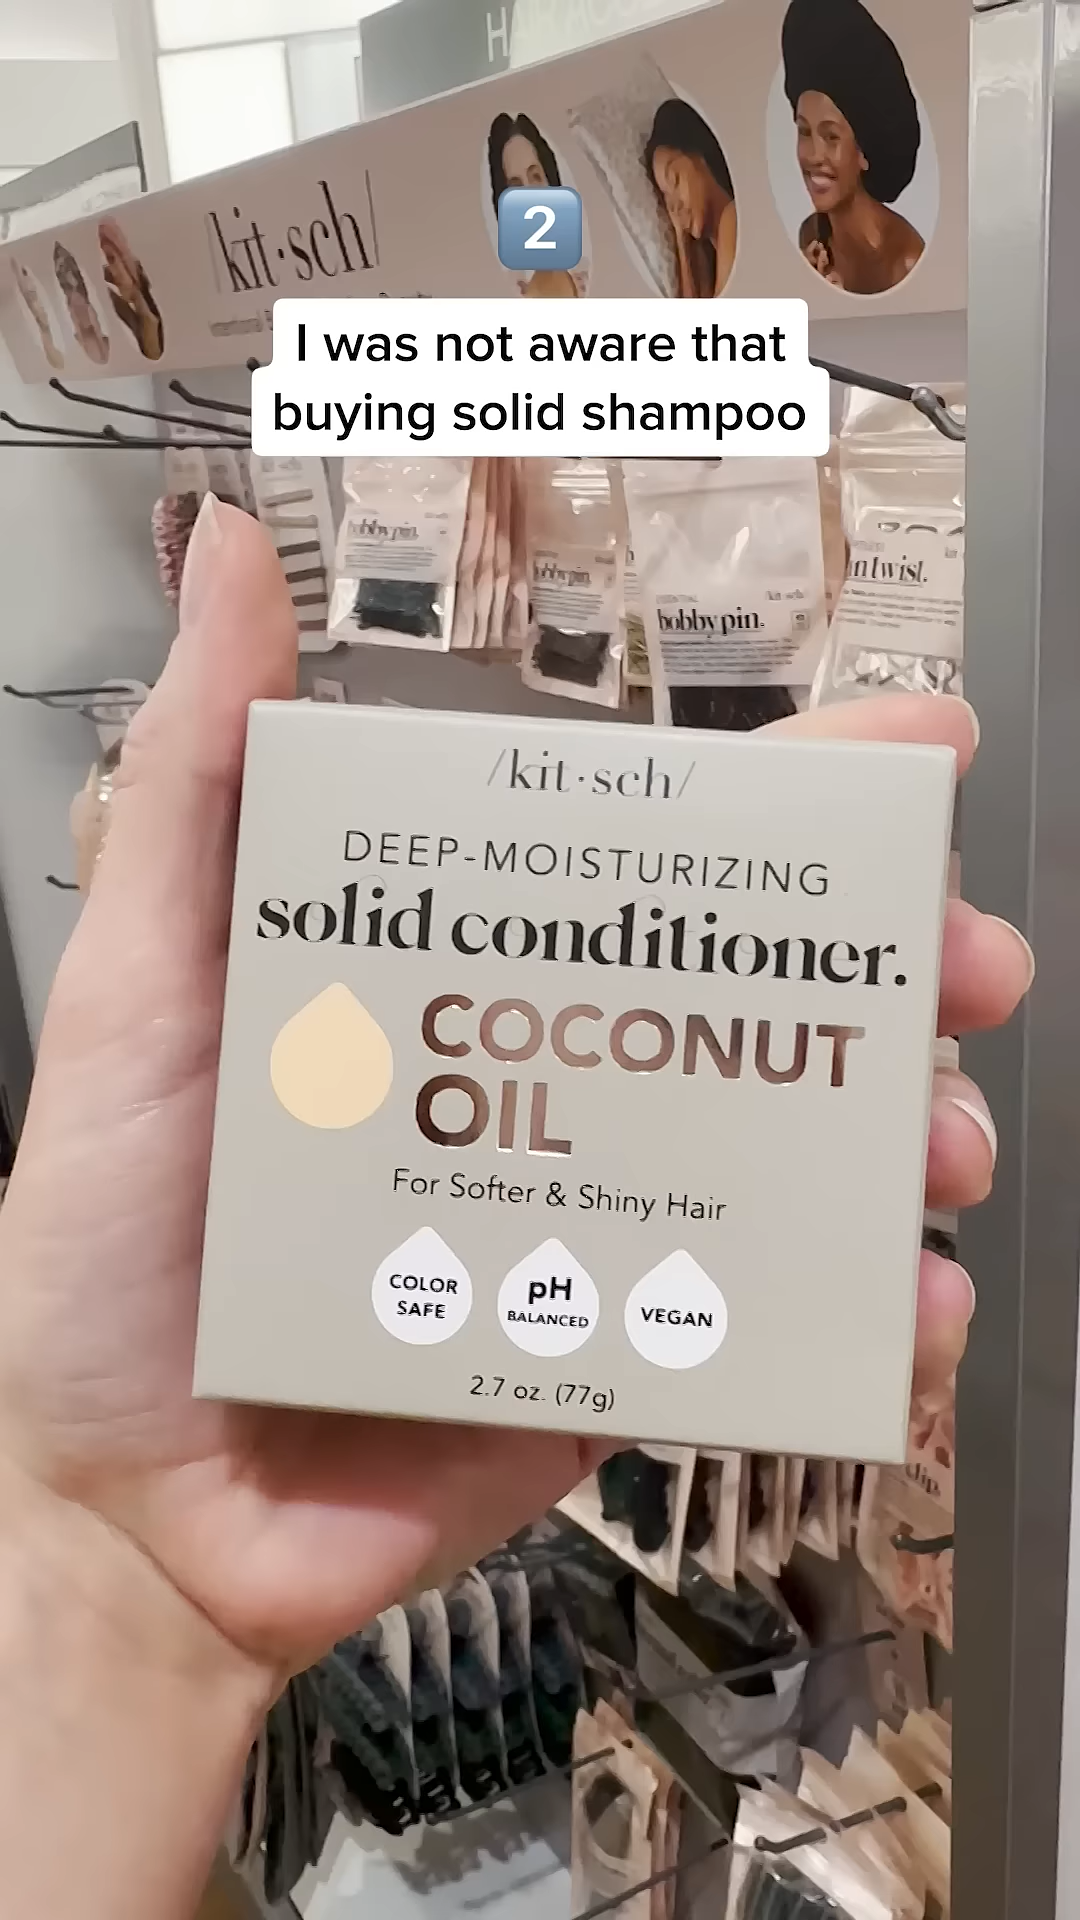 /kit·sch/
2
I was not aware that
buying solid shampoo
bobby pin.
bobby pin.
bobby pin.
/kit·sch/
DEEP-MOISTURIZING
solid conditioner.
COCONUT
OIL
For Softer & Shiny Hair
COLOR
SAFE
pH
BALANCED
VEGAN
2.7 oz. (77g)